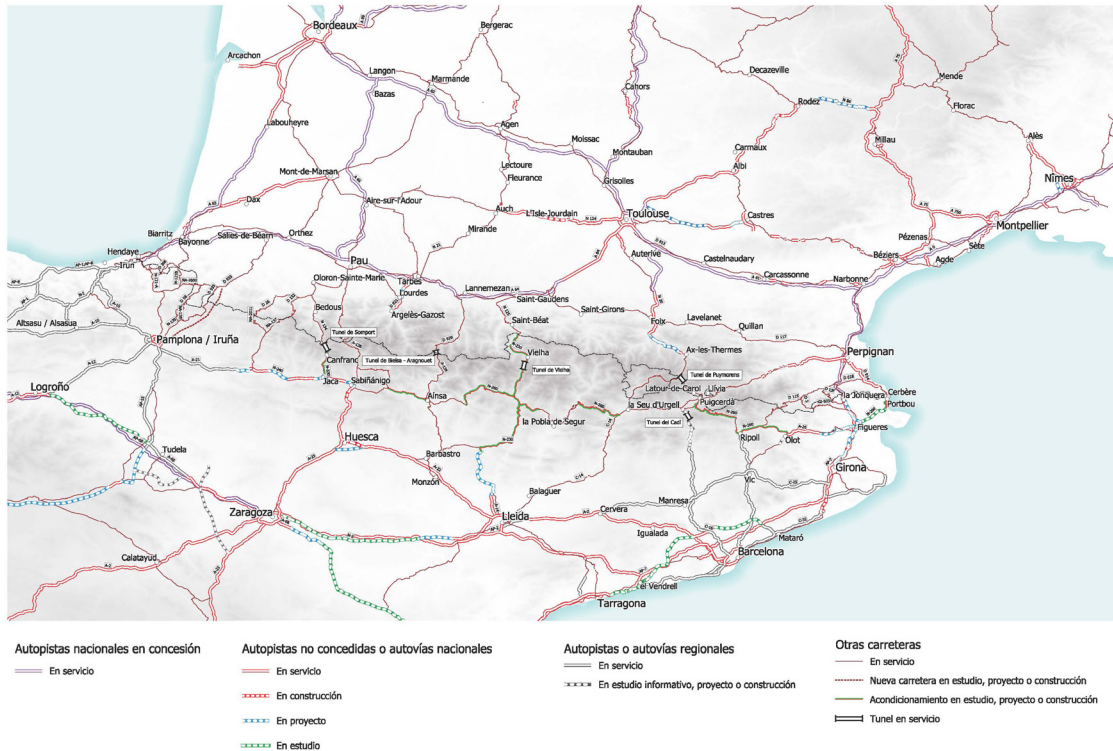 Bordeaux
Bergerac
Arcachon
Langon
Marmande
Decazeville
Mende
Bazas
Cahors
Rodez
Florac
Labouheyre
Agen
Moissac
Millau
Alès
Montauban
Carmaux
Lectoure
Albi
Mont-de-Marsan
Fleurance
Grisolles
Nîmes
Dax
Aire-sur-l'Adour
Auch
L'Isle-Jourdain
N 124
Toulouse
Castres
Montpellier
Biarritz
Bayonne
Salies-de-Béarn
Orthez
Mirande
Pézenas
Sète
Hendaye
Irun
Auterive
Castelnaudary
Béziers
Agde
Pau
Carcassonne
Narbonne
Oloron-Sainte-Marie
Tarbes
Lannemezan
Lourdes
Saint-Gaudens
Saint-Girons
Bedous
Argelès-Gazost
Saint-Béat
Foix
Lavelanet
Quillan
Altsasu / Alsasua
Tunel de Somport
Pamplona / Iruña
Vielha
Ax-les-Thermes
Perpignan
Canfranc
Tunel de Bielsa - Aragnouet
Tunel de Vielha
Tunel de Puymorens
Logroño
Jaca
Sabiñánigo
Latour-de-Carol
Llívia
Cerbère
la Jonquera
Portbou
Aínsa
la Seu d'Urgell
Puigcerdà
Tunel del Cadí
la Pobla de Segur
Figueres
Huesca
Ripoll
Olot
Tudela
Barbastro
Girona
Monzón
Vic
Balaguer
Manresa
Zaragoza
Lleida
Cervera
Igualada
Mataró
Calatayud
Barcelona
el Vendrell
Tarragona
Autopistas nacionales en concesión
En servicio
Autopistas no concedidas o autovías nacionales
En servicio
En construcción
En proyecto
En estudio
Autopistas o autovías regionales
En servicio
En estudio informativo, proyecto o construcción
Otras carreteras
En servicio
Nueva carretera en estudio, proyecto o construcción
Acondicionamiento en estudio, proyecto o construcción
Tunel en servicio